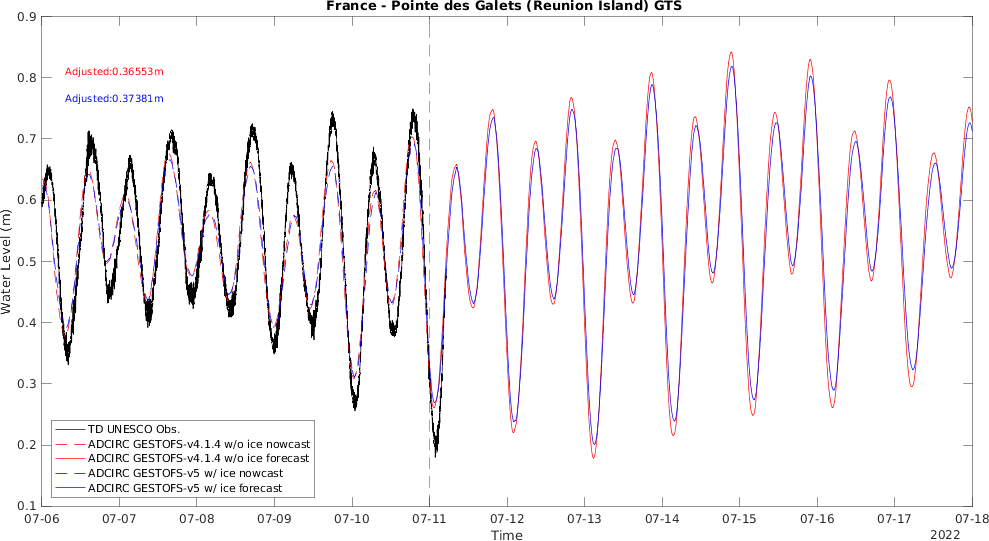 France - Pointe des Galets (Reunion Island) GTS
0.9
0.8
0.7
0.6
0.5
0.4
0.3
0.2
0.1
Water Level (m)
Adjusted:0.36553m
Adjusted:0.37381m
TD UNESCO Obs.
ADCIRC GESTOFS-v4.1.4 w/o ice nowcast
ADCIRC GESTOFS-v4.1.4 w/o ice forecast
ADCIRC GESTOFS-v5 w/ ice nowcast
ADCIRC GESTOFS-v5 w/ ice forecast
07-06 07-07 07-08 07-09 07-10 07-11 07-12 07-13 07-14 07-15 07-16 07-17 07-18
Time
2022